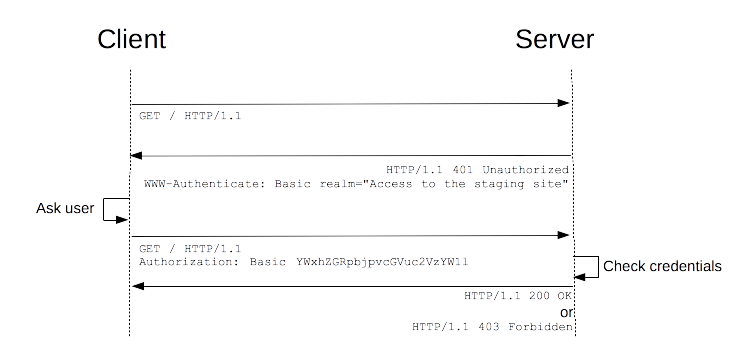 Client
Server
GET / HTTP/1.1
HTTP/1.1 401 Unauthorized
WWW-Authenticate: Basic realm="Access to the staging site"
Ask user
GET / HTTP/1.1
Authorization: Basic YWxhZGRpbjpvcGVuc2VzYW1l
Check credentials
HTTP/1.1 200 OK
or
HTTP/1.1 403 Forbidden